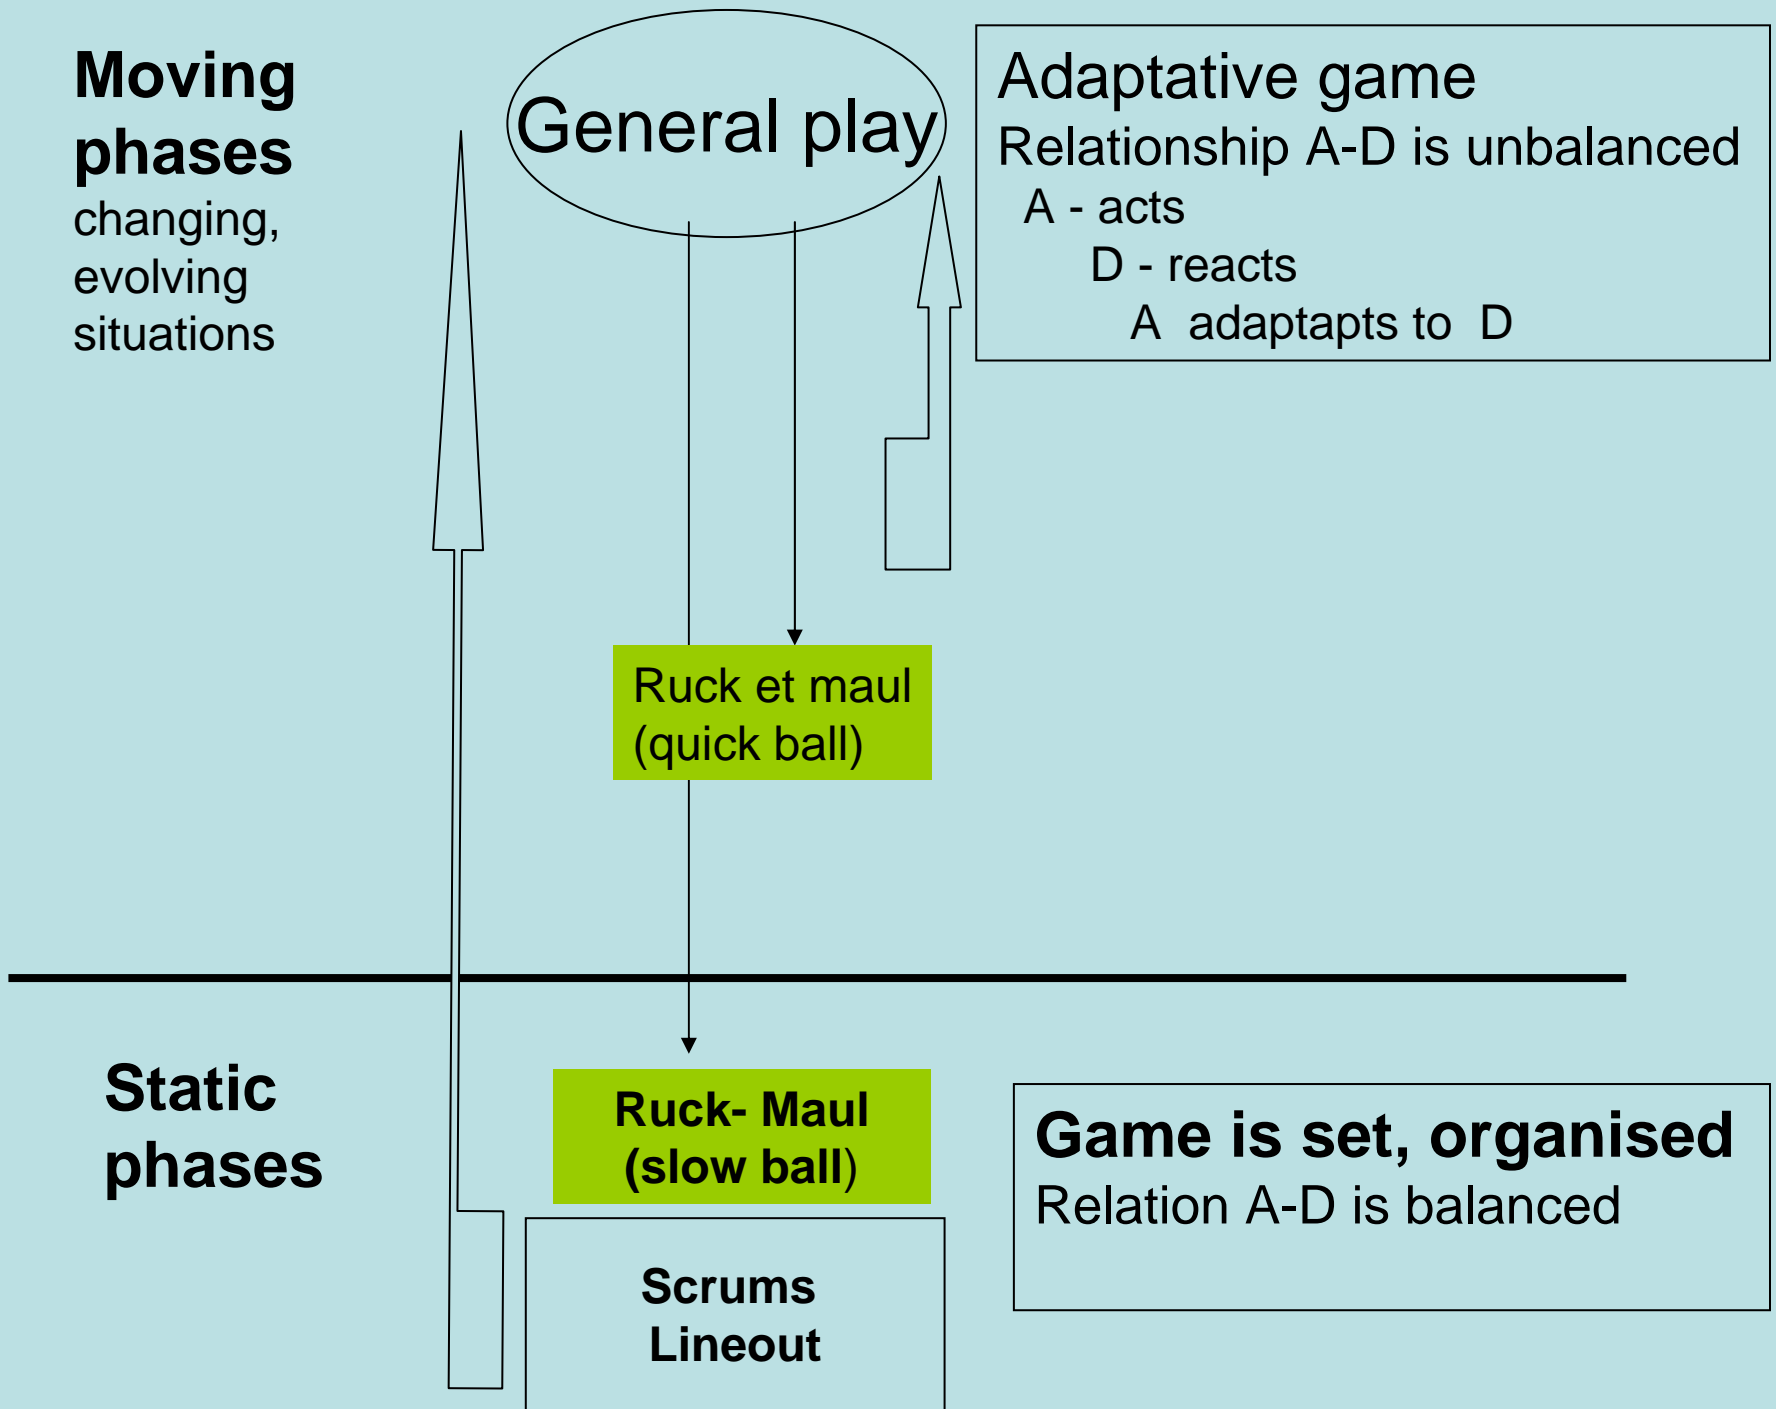 Moving
phases
changing,
evolving
situations
General play
Adaptative game
Relationship A-D is unbalanced
A - acts
D - reacts
A adaptapts to D
Ruck et maul
(quick ball)
Static
phases
Ruck- Maul
(slow ball)
Scrums
Lineout
Game is set, organised
Relation A-D is balanced